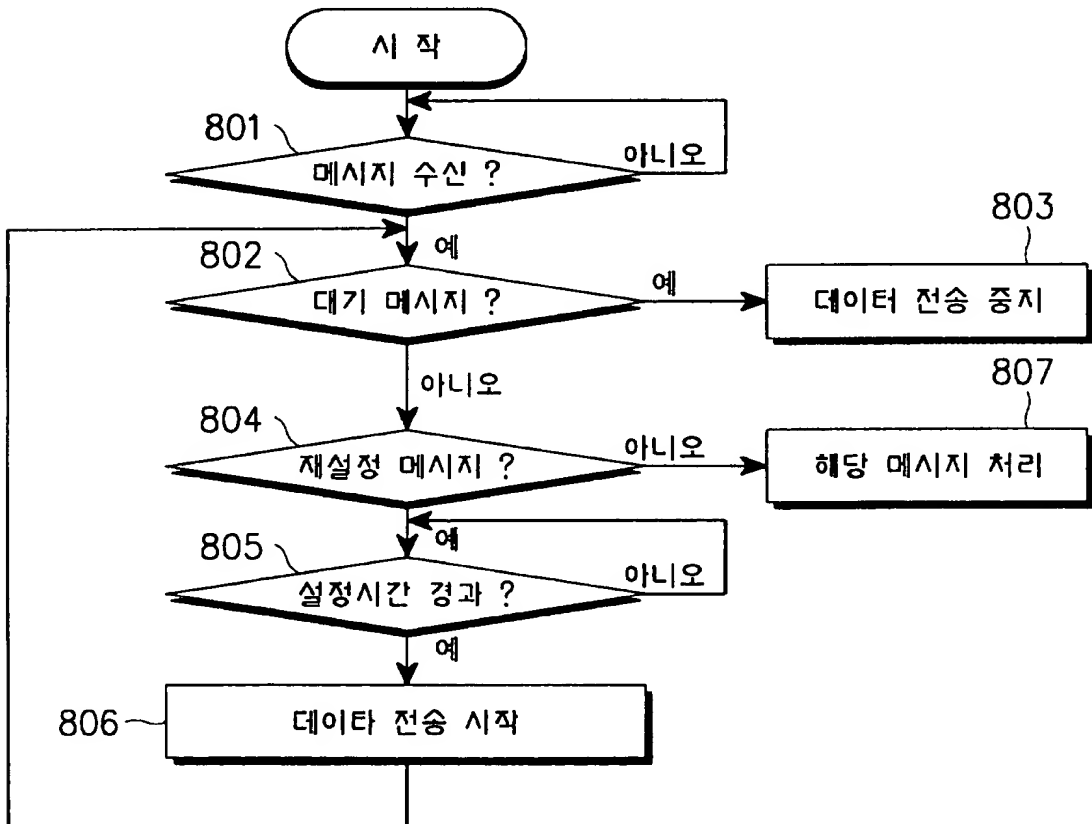 시 작
801
메시지 수신 ?
아니오
예
802
대기 메시지 ?
예
803
데이터 전송 중지
아니오
804
재설정 메시지 ?
아니오
807
해당 메시지 처리
예
805
설정시간 경과 ?
아니오
예
806
데이타 전송 시작